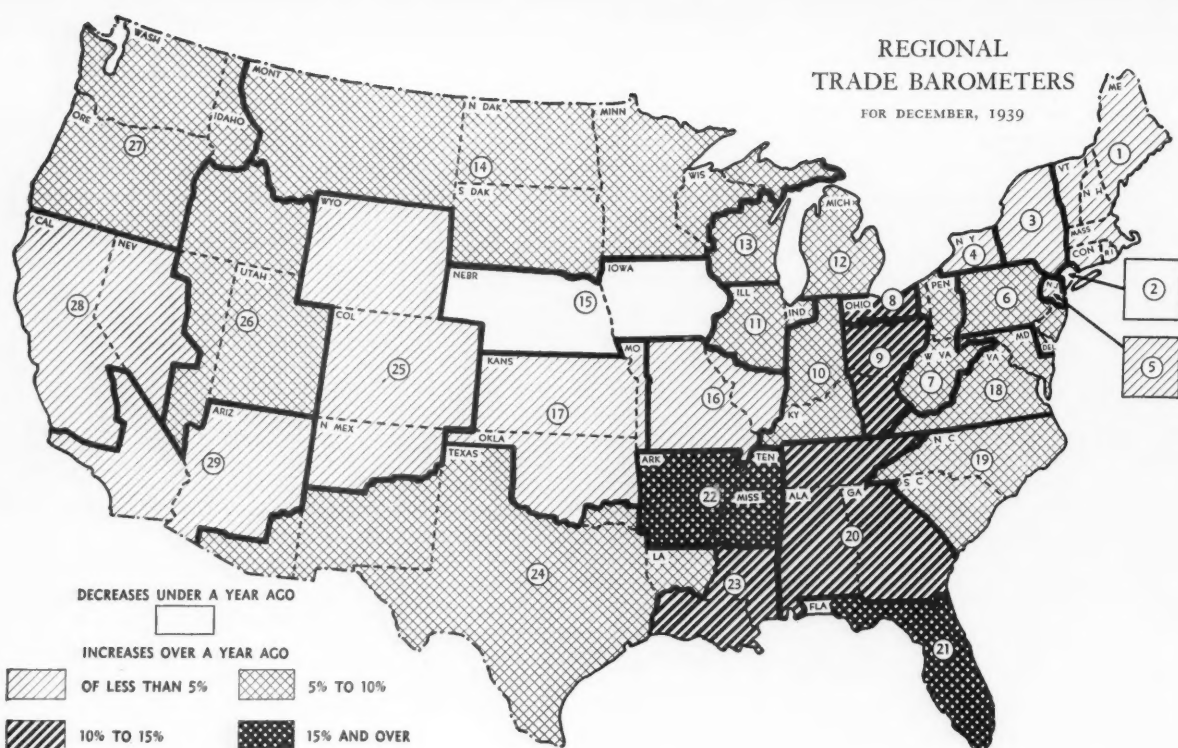 REGIONAL
TRADE BAROMETERS
FOR DECEMBER, 1939
WASH
MONT
N DAK
MINN
ME
ORE
IDAHO
27
14
S DAK
WIS
MICH
VT
1
N H
WYO
13
12
3
N Y
4
MASS
CON
R I
CAL
NEV
NEBR
IOWA
15
UTAH
ILL
IND
OHIO
8
PEN
6
N J
2
28
26
COL
25
11
9
MD
DEL
5
KANS
MO
10
W VA
7
VA
18
17
16
KY
ARIZ
N MEX
OKLA
N C
19
29
TEXAS
ARK
TEN
22
MISS
ALA
GA
S C
20
LA
23
24
FLA
21
DECREASES UNDER A YEAR AGO
INCREASES OVER A YEAR AGO
OF LESS THAN 5%
5% TO 10%
10% TO 15%
15% AND OVER